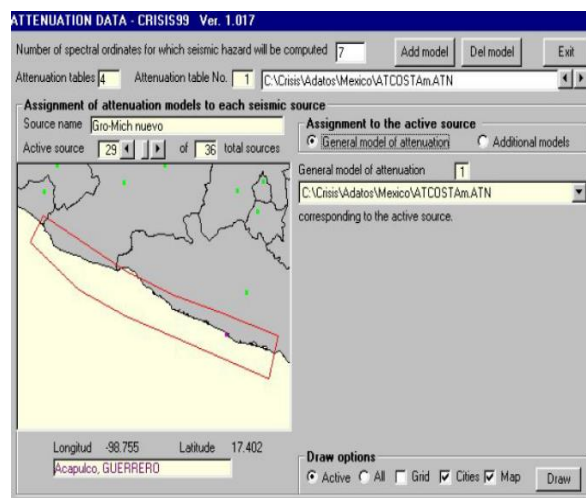 ATTENUATION DATA - CRISIS99 Ver. 1.017
Number of spectral ordinates for which seismic hazard will be computed 7 Add model Del model Exit
Attenuation tables 4 Attenuation table No. 1 C:\Crisis\Adatos\Mexico\ATCOSTAm.ATN
Assignment of attenuation models to each seismic source
Source name Gro-Mich nuevo
Active source 29 of 36 total sources
Assignment to the active source
General model of attenuation Additional models
General model of attenuation 1
C:\Crisis\Adatos\Mexico\ATCOSTAm.ATN
corresponding to the active source.
Longitud -98.755 Latitude 17.402
Acapulco, GUERRERO
Draw options
Active All Grid Cities Map Draw